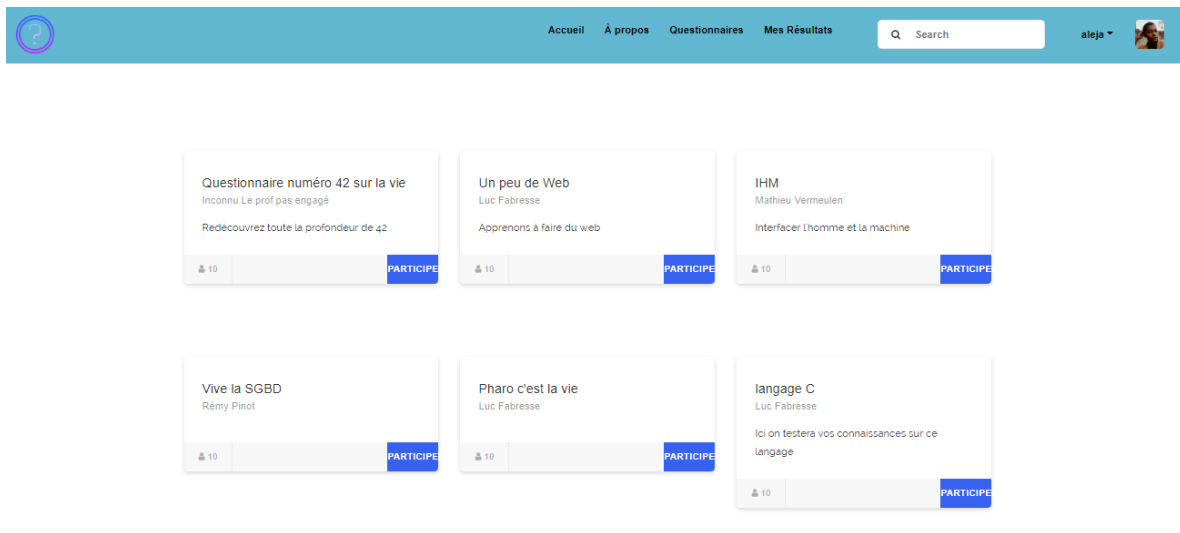 ?
Accueil À propos Questionnaires Mes Résultats Search aleja
Questionnaire numéro 42 sur la vie
Inconnu Le prof pas engagé
Redécouvrez toute la profondeur de 42
10 PARTICIPE
Un peu de Web
Luc Fabresse
Apprenons à faire du web
10 PARTICIPE
IHM
Mathieu Vermeulen
Interfacer l'homme et la machine
10 PARTICIPE
Vive la SGBD
Rémy Pinot
10 PARTICIPE
Pharo c'est la vie
Luc Fabresse
10 PARTICIPE
langage C
Luc Fabresse
Ici on testera vos connaissances sur ce
langage
10 PARTICIPE